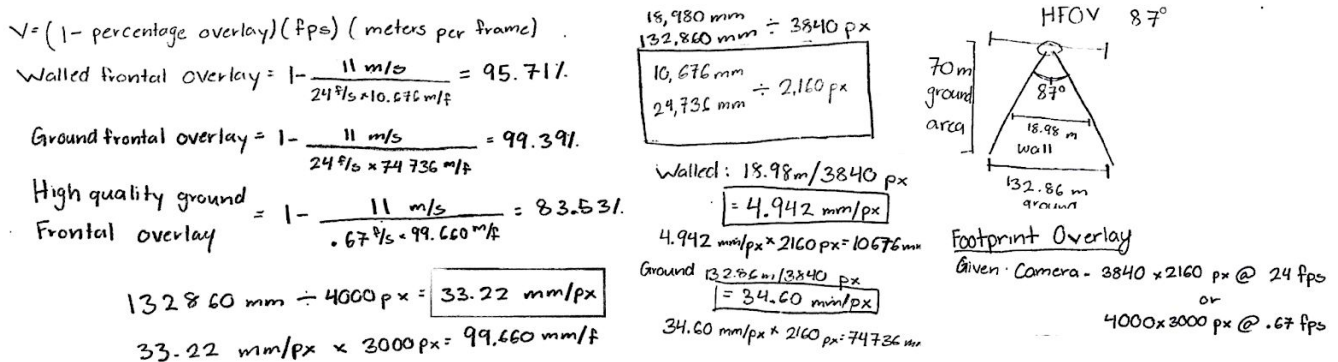 V = (1 - percentage overlay)(fps)(meters per frame)
Walled frontal overlay = 1 - 11 m/s / 24 f/s × 10.676 m/f = 95.71%
Ground frontal overlay = 1 - 11 m/s / 24 f/s × 74 736 m/f = 99.39%
High quality ground Frontal overlay = 1 - 11 m/s / .67 f/s × 99.660 m/f = 83.53%
132860 mm ÷ 4000 px = 33.22 mm/px
33.22 mm/px × 3000 px = 99,660 mm/f
18,980 mm
132,860 mm ÷ 3840 px
10,676 mm
24,736 mm ÷ 2,160 px
Walled: 18.98m/3840 px
= 4.942 mm/px
4.942 mm/px × 2160 px = 10676 mm
Ground 132.86m/3840 px
= 34.60 mm/px
34.60 mm/px × 2160 px = 74736 mm
HFOV 87°
70m
ground
area
87°
18.98 m
wall
132.86 m
ground
Footprint Overlay
Given: Camera - 3840 × 2160 px @ 24 fps
or
4000 × 3000 px @ .67 fps